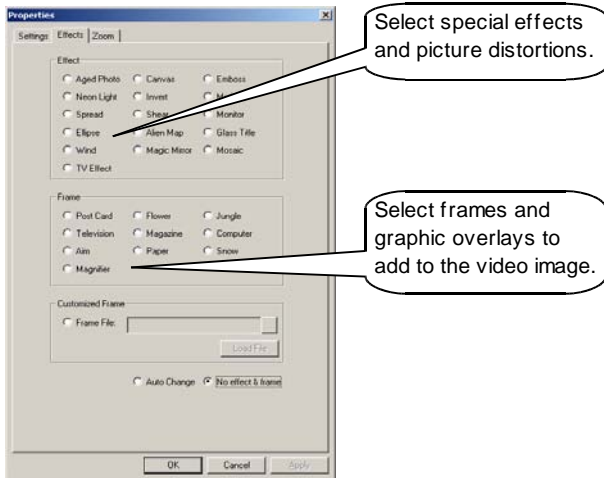 Properties
Settings Effects Zoom
Effect
Aged Photo Canvas Emboss
Neon Light Invest
Spread Shear Monitor
Ellipse Alien Map Glass Title
Wind Magic Mirror Mosaic
TV Effect
Frame
Post Card Flower Jungle
Television Magazine Computer
Aim Paper Snow
Magnifier
Customized Frame
Frame File:
Load File
Auto Change No effect & frame
OK Cancel Apply
Select special effects
and picture distortions.
Select frames and
graphic overlays to
add to the video image.